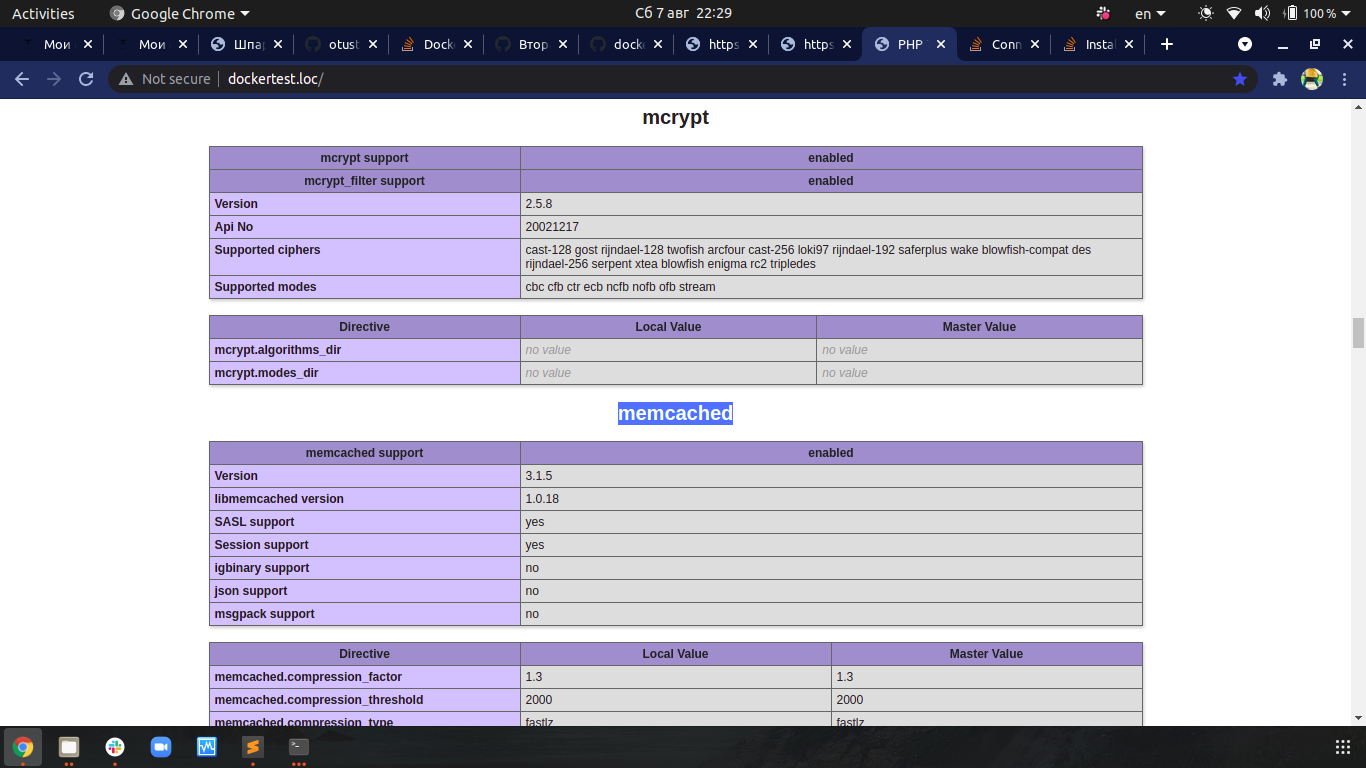 Activities Google Chrome Сб 7 авг 22:29 en 100 %
Мои Мои Шпар otust Docke Втор docke https https PHP Conn Instal
Not secure dockertest.loc/
mcrypt
mcrypt support enabled
mcrypt_filter support enabled
Version 2.5.8
Api No 20021217
Supported ciphers cast-128 gost rijndael-128 twofish arcfour cast-256 loki97 rijndael-192 saferplus wake blowfish-compat des
rijndael-256 serpent xtea blowfish enigma rc2 tripledes
Supported modes cbc cfb ctr ecb ncfb nofb ofb stream
Directive Local Value Master Value
mcrypt.algorithms_dir no value no value
mcrypt.modes_dir no value no value
memcached
memcached support enabled
Version 3.1.5
libmemcached version 1.0.18
SASL support yes
Session support yes
igbinary support no
json support no
msgpack support no
Directive Local Value Master Value
memcached.compression_factor 1.3 1.3
memcached.compression_threshold 2000 2000
memcached.compression_type fastlz fastlz